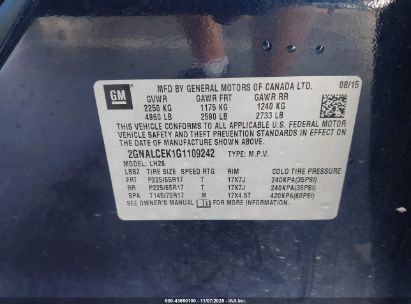 GM
MFD BY GENERAL MOTORS OF CANADA LTD. 08/15
GVWR GAWR FRT GAWR RR
2250 KG 1175 KG 1240 KG
4960 LB 2590 LB 2733 LB
THIS VEHICLE CONFORMS TO ALL APPLICABLE U.S. FEDERAL MOTOR
VEHICLE SAFETY AND THEFT PREVENTION STANDARDS IN EFFECT ON THE
DATE OF MANUFACTURE SHOWN ABOVE.
2GNALCEK1G1109242 TYPE: M.P.V.
LH26
TIRE SIZE SPEED RTG RIM COLD TIRE PRESSURE
FRT P225/65R17 T 17X7J 240KPA(35PSI)
RR P225/65R17 T 17X7J 240KPA(35PSI)
SPA T145/70R17 M 17X4.5T 420KPA(60PSI)
SEE OWNER'S MANUAL FOR MORE INFORMATION